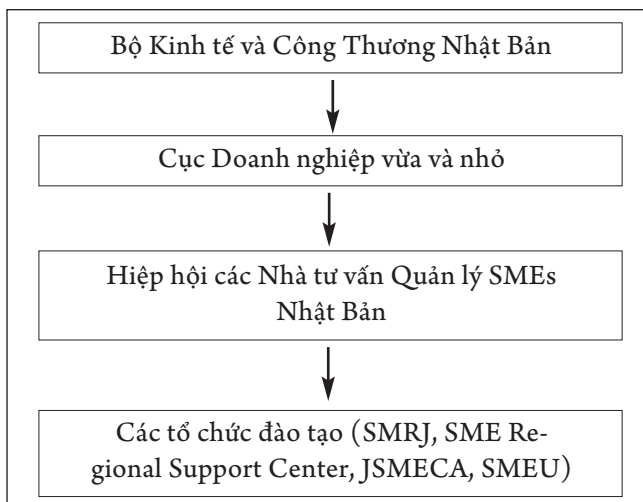 Bộ Kinh tế và Công Thương Nhật Bản
Cục Doanh nghiệp vừa và nhỏ
Hiệp hội các Nhà tư vấn Quản lý SMEs
Nhật Bản
Các tổ chức đào tạo (SMRJ, SME Re-
gional Support Center, JSMECA, SMEU)